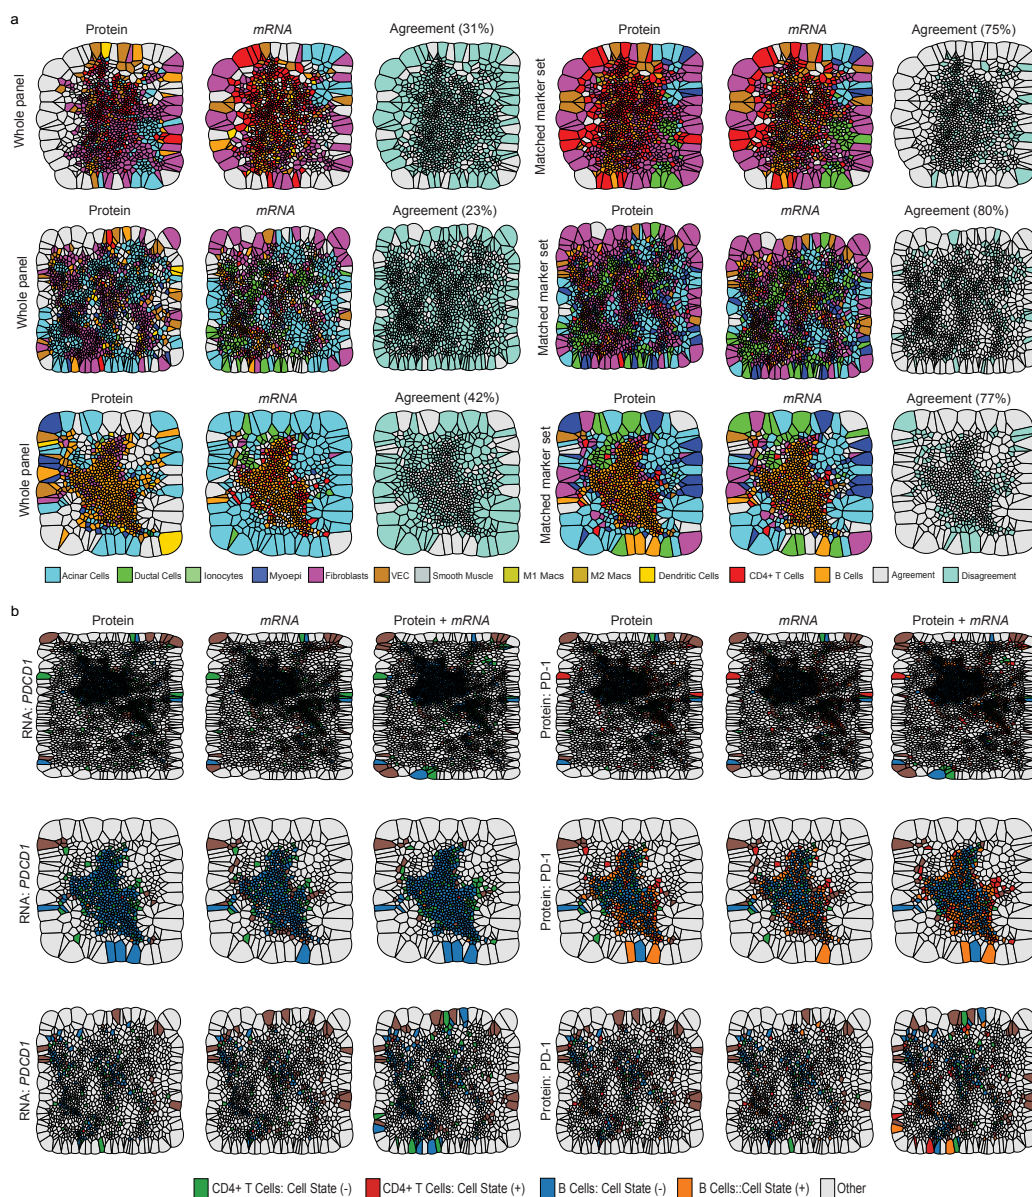 a
Protein mRNA Agreement (31%) Protein mRNA Agreement (75%)
Whole panel
Matched marker set
Protein mRNA Agreement (23%) Protein mRNA Agreement (80%)
Whole panel
Matched marker set
Protein mRNA Agreement (42%) Protein mRNA Agreement (77%)
Whole panel
Matched marker set
Acinar Cells Ductal Cells Ionocytes Myoepi Fibroblasts VEC Smooth Muscle M1 Macs M2 Macs Dendritic Cells CD4+ T Cells B Cells Agreement Disagreement
b
Protein mRNA Protein + mRNA Protein mRNA Protein + mRNA
RNA: PDCD1
Protein: PD-1
RNA: PDCD1
Protein: PD-1
RNA: PDCD1
Protein: PD-1
CD4+ T Cells: Cell State (-) CD4+ T Cells: Cell State (+) B Cells: Cell State (-) B Cells::Cell State (+) Other